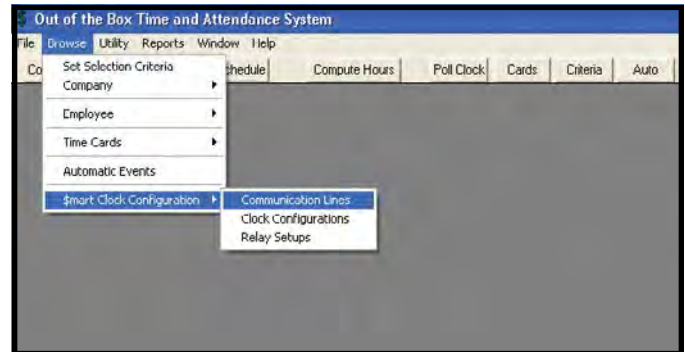 Out of the Box Time and Attendance System
File Browse Utility Reports Window Help
Compute Hours Poll Clock Cards Criteria Auto
Set Selection Criteria
Company
Employee
Time Cards
Automatic Events
$mart Clock Configuration
Communication Lines
Clock Configurations
Relay Setups